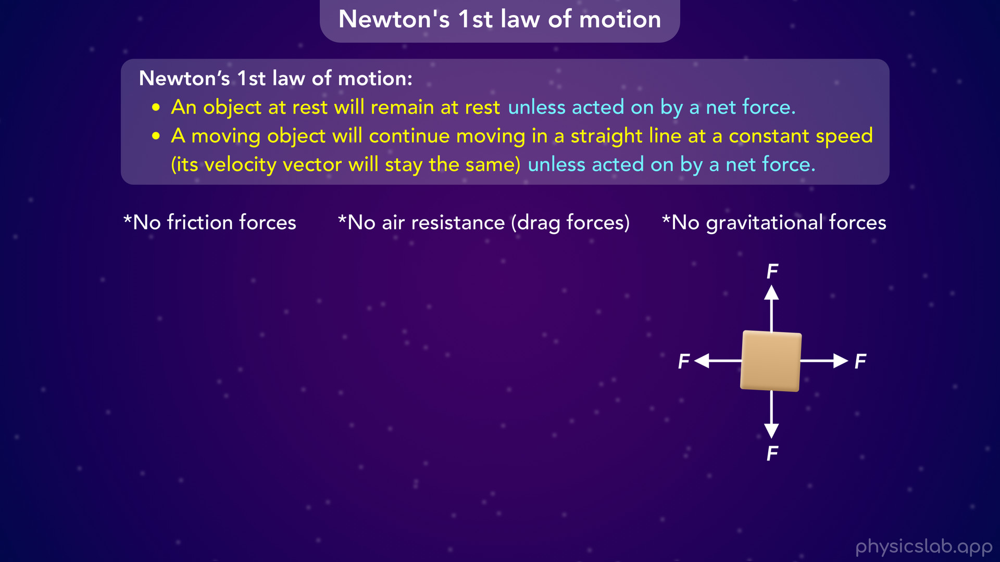 Newton's 1st law of motion
Newton’s 1st law of motion:
• An object at rest will remain at rest unless acted on by a net force.
• A moving object will continue moving in a straight line at a constant speed
(its velocity vector will stay the same) unless acted on by a net force.
*No friction forces *No air resistance (drag forces) *No gravitational forces
F
F F
F
physicslab.app